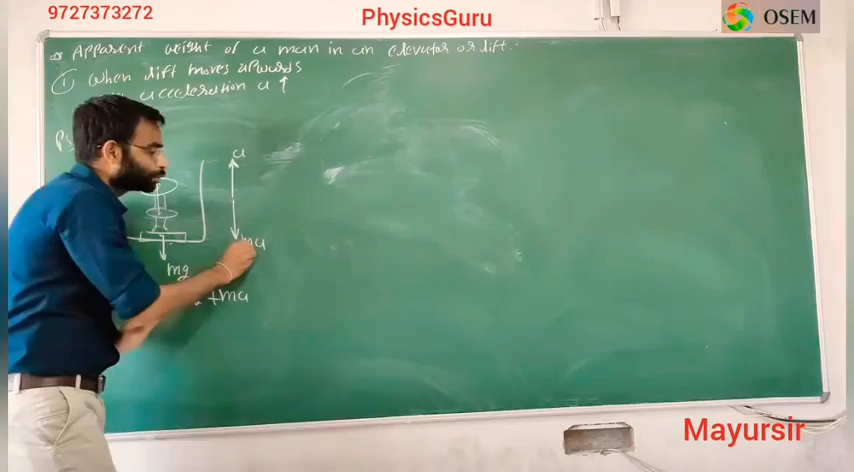 9727373272
PhysicsGuru
OSEM
Apparent weight of a man in an elevator or lift.
① When lift moves upwards
acceleration a ↑
a
ma
mg
+ma
Mayursir